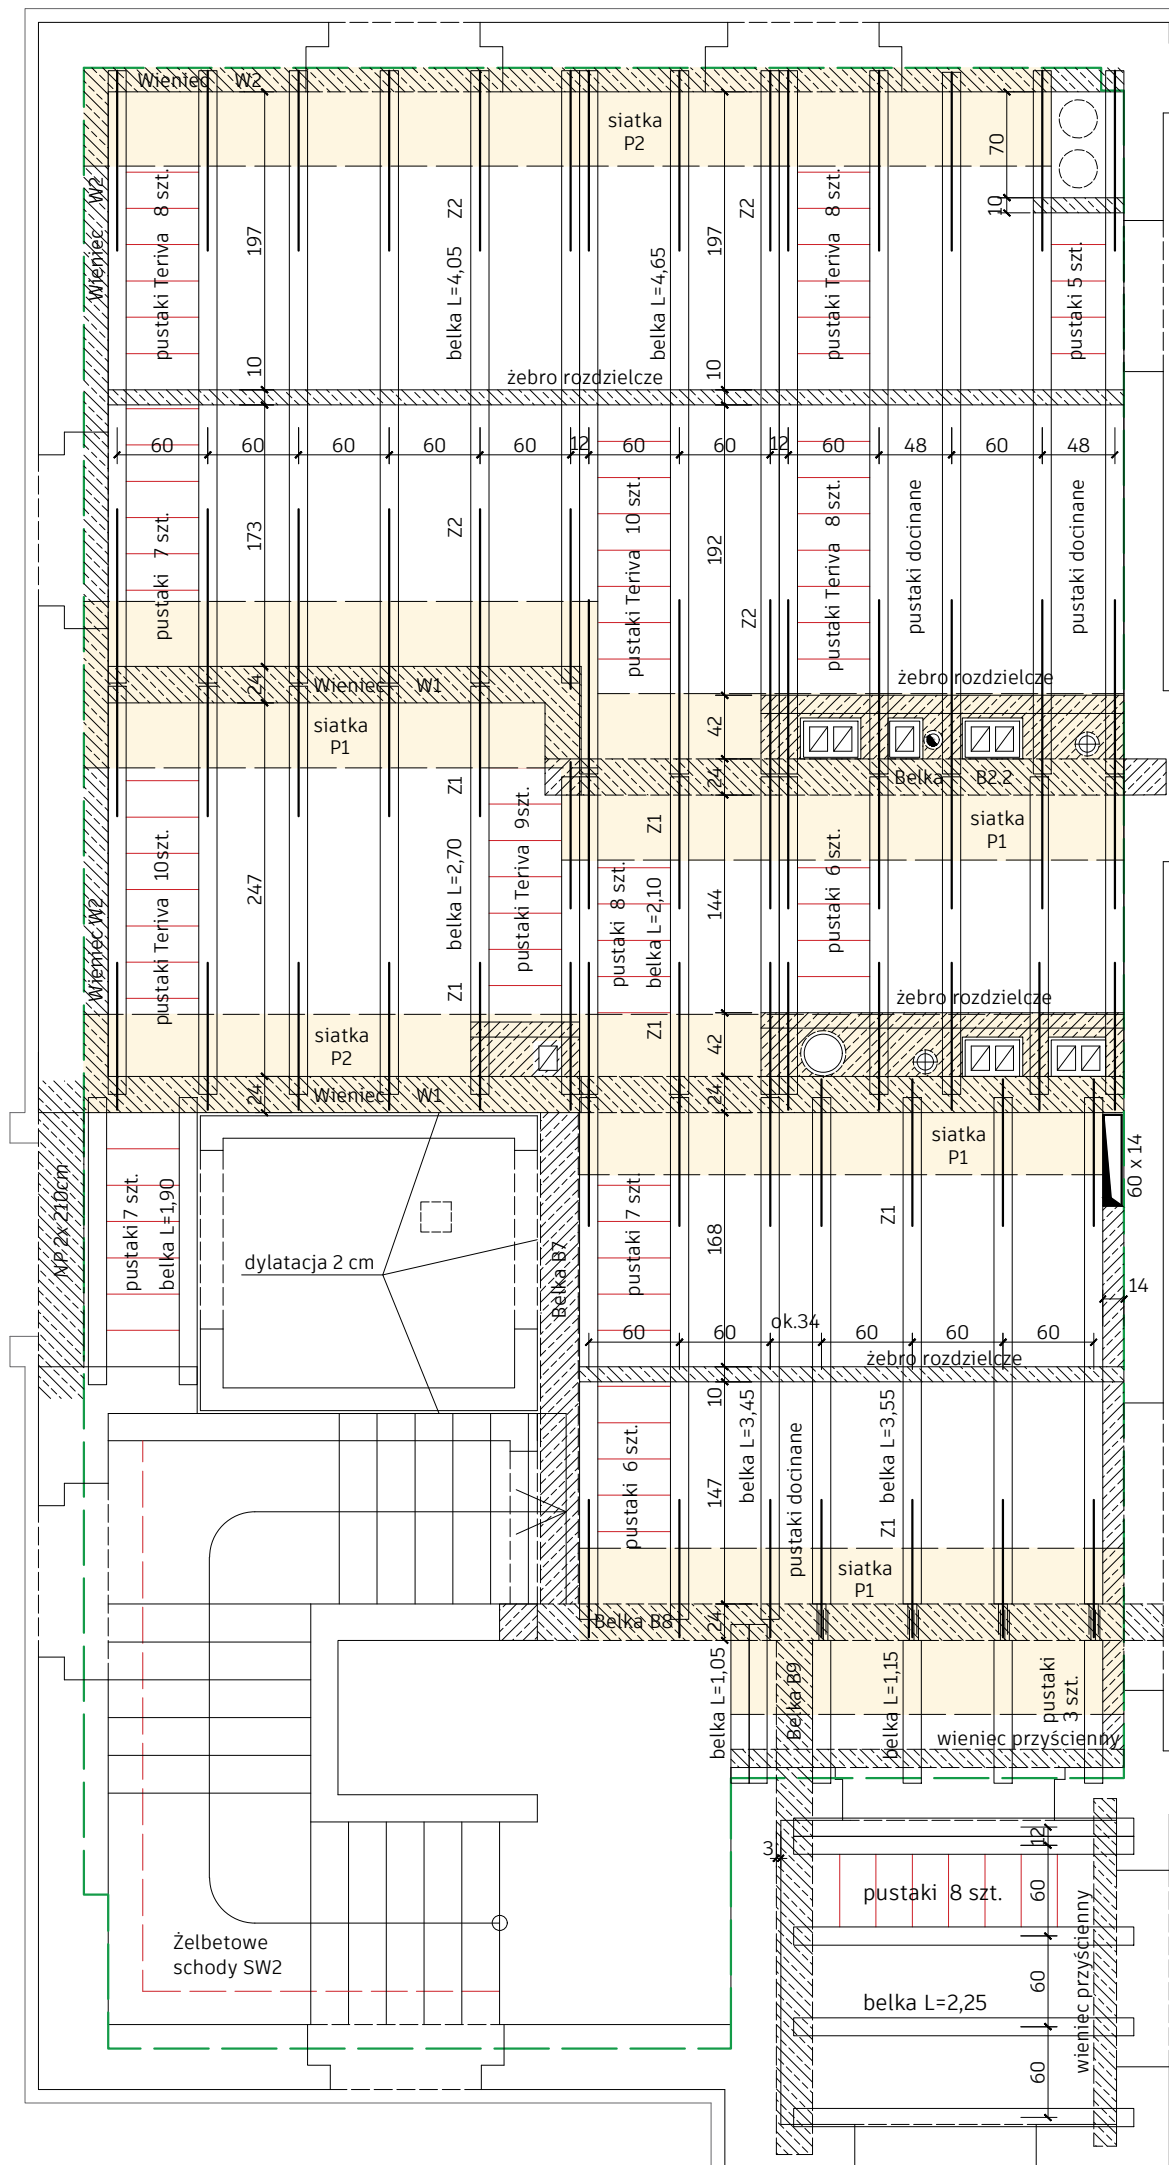 Wieniec W2
siatka
P2
70
10
Wieniec W2
pustaki Teriva 8 szt.
197
Z2
belka L=4,05
belka L=4,65
Z2
197
pustaki Teriva 8 szt.
pustaki 5 szt.
10
żebro rozdzielcze
10
60
60
60
60
60
12
60
60
12
60
48
60
48
pustaki 7 szt.
173
Z2
pustaki Teriva 10 szt.
192
Z2
pustaki Teriva 8 szt.
pustaki docinane
pustaki docinane
żebro rozdzielcze
24
Wieniec W1
siatka
P1
42
24
Belka B2.2
Wieniec W2
pustaki Teriva 10szt.
247
Z1
belka L=2,70
Z1
pustaki Teriva 9szt.
pustaki 8 szt.
Z1
belka L=2,10
Z1
144
pustaki 6 szt.
siatka
P1
żebro rozdzielcze
siatka
P2
42
24
Wieniec W1
24
siatka
P1
60 x 14
NP 2x 210cm
pustaki 7 szt.
belka L=1,90
dylatacja 2 cm
Belka B7
pustaki 7 szt.
168
Z1
14
60
60
ok.34
60
60
60
żebro rozdzielcze
10
pustaki 6 szt.
147
belka L=3,45
pustaki docinane
Z1 belka L=3,55
siatka
P1
Belka B8
24
belka L=1,05
Belka B9
belka L=1,15
pustaki
3 szt.
wieniec przyścienny
3
12
pustaki 8 szt.
60
60
belka L=2,25
60
wieniec przyścienny
Żelbetowe
schody SW2